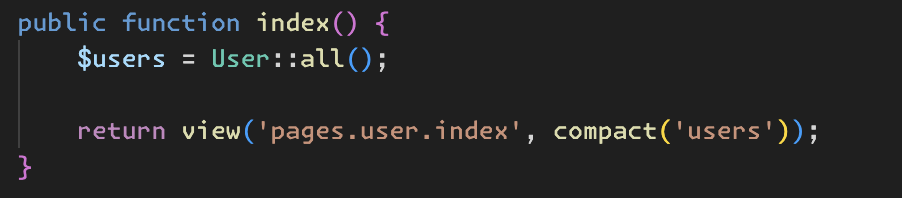 public function index() {
    $users = User::all();

    return view('pages.user.index', compact('users'));
}